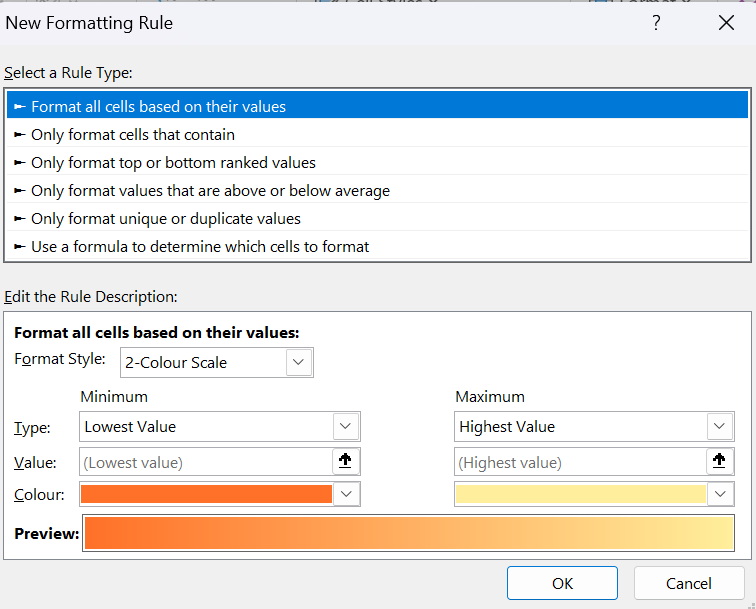 New Formatting Rule ?
Select a Rule Type:
► Format all cells based on their values
► Only format cells that contain
► Only format top or bottom ranked values
► Only format values that are above or below average
► Only format unique or duplicate values
► Use a formula to determine which cells to format
Edit the Rule Description:
Format all cells based on their values:
Format Style: 2-Colour Scale
Minimum Maximum
Type: Lowest Value Highest Value
Value: (Lowest value) (Highest value)
Colour:
Preview:
OK Cancel